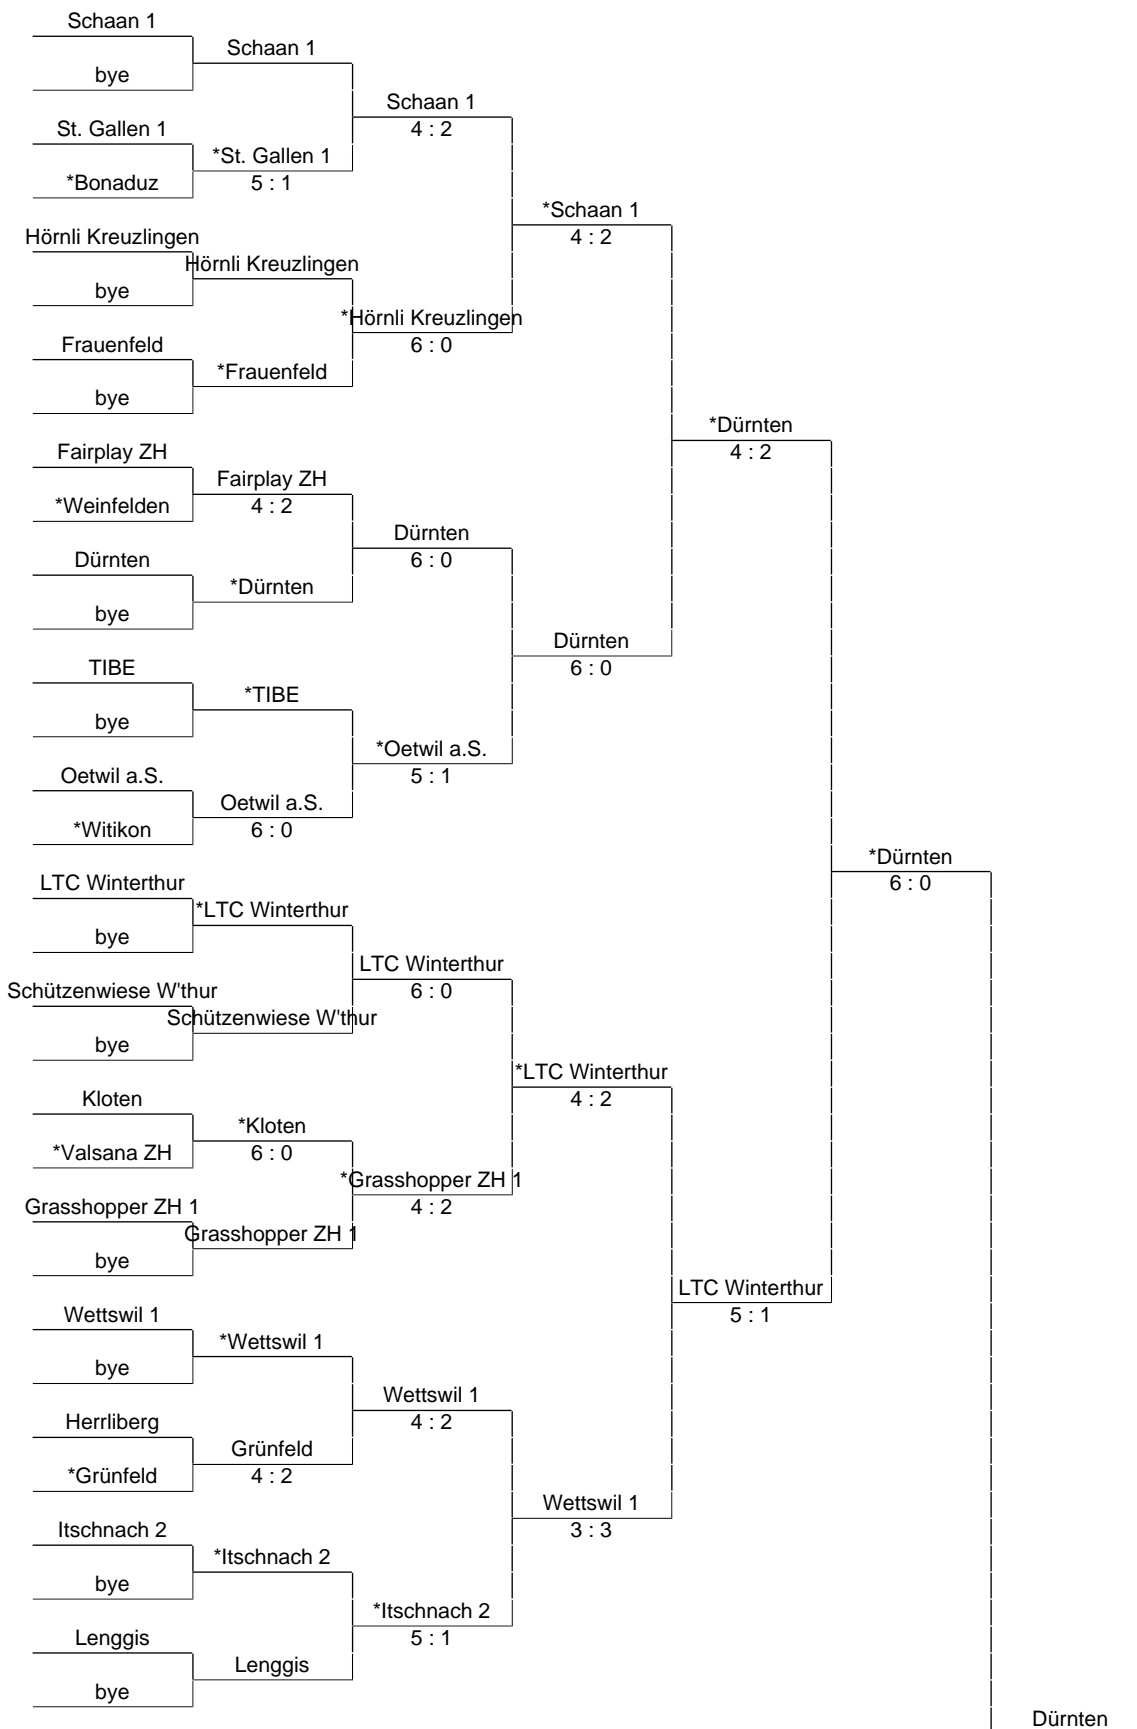 Schaan 1
Schaan 1
bye
Schaan 1
4 : 2
St. Gallen 1
*St. Gallen 1
5 : 1
*Bonaduz
*Schaan 1
4 : 2
Hörnli Kreuzlingen
Hörnli Kreuzlingen
bye
*Hörnli Kreuzlingen
6 : 0
Frauenfeld
*Frauenfeld
bye
*Dürnten
4 : 2
Fairplay ZH
Fairplay ZH
4 : 2
*Weinfelden
Dürnten
6 : 0
Dürnten
*Dürnten
bye
Dürnten
6 : 0
TIBE
*TIBE
bye
*Oetwil a.S.
5 : 1
Oetwil a.S.
Oetwil a.S.
6 : 0
*Witikon
*Dürnten
6 : 0
LTC Winterthur
*LTC Winterthur
bye
LTC Winterthur
6 : 0
Schützenwiese W'thur
Schützenwiese W'thur
bye
*LTC Winterthur
4 : 2
Kloten
*Kloten
6 : 0
*Valsana ZH
*Grasshopper ZH 1
4 : 2
Grasshopper ZH 1
Grasshopper ZH 1
bye
LTC Winterthur
5 : 1
Wettswil 1
*Wettswil 1
bye
Wettswil 1
4 : 2
Herrliberg
Grünfeld
4 : 2
*Grünfeld
Wettswil 1
3 : 3
Itschnach 2
*Itschnach 2
bye
*Itschnach 2
5 : 1
Lenggis
Lenggis
bye
Dürnten